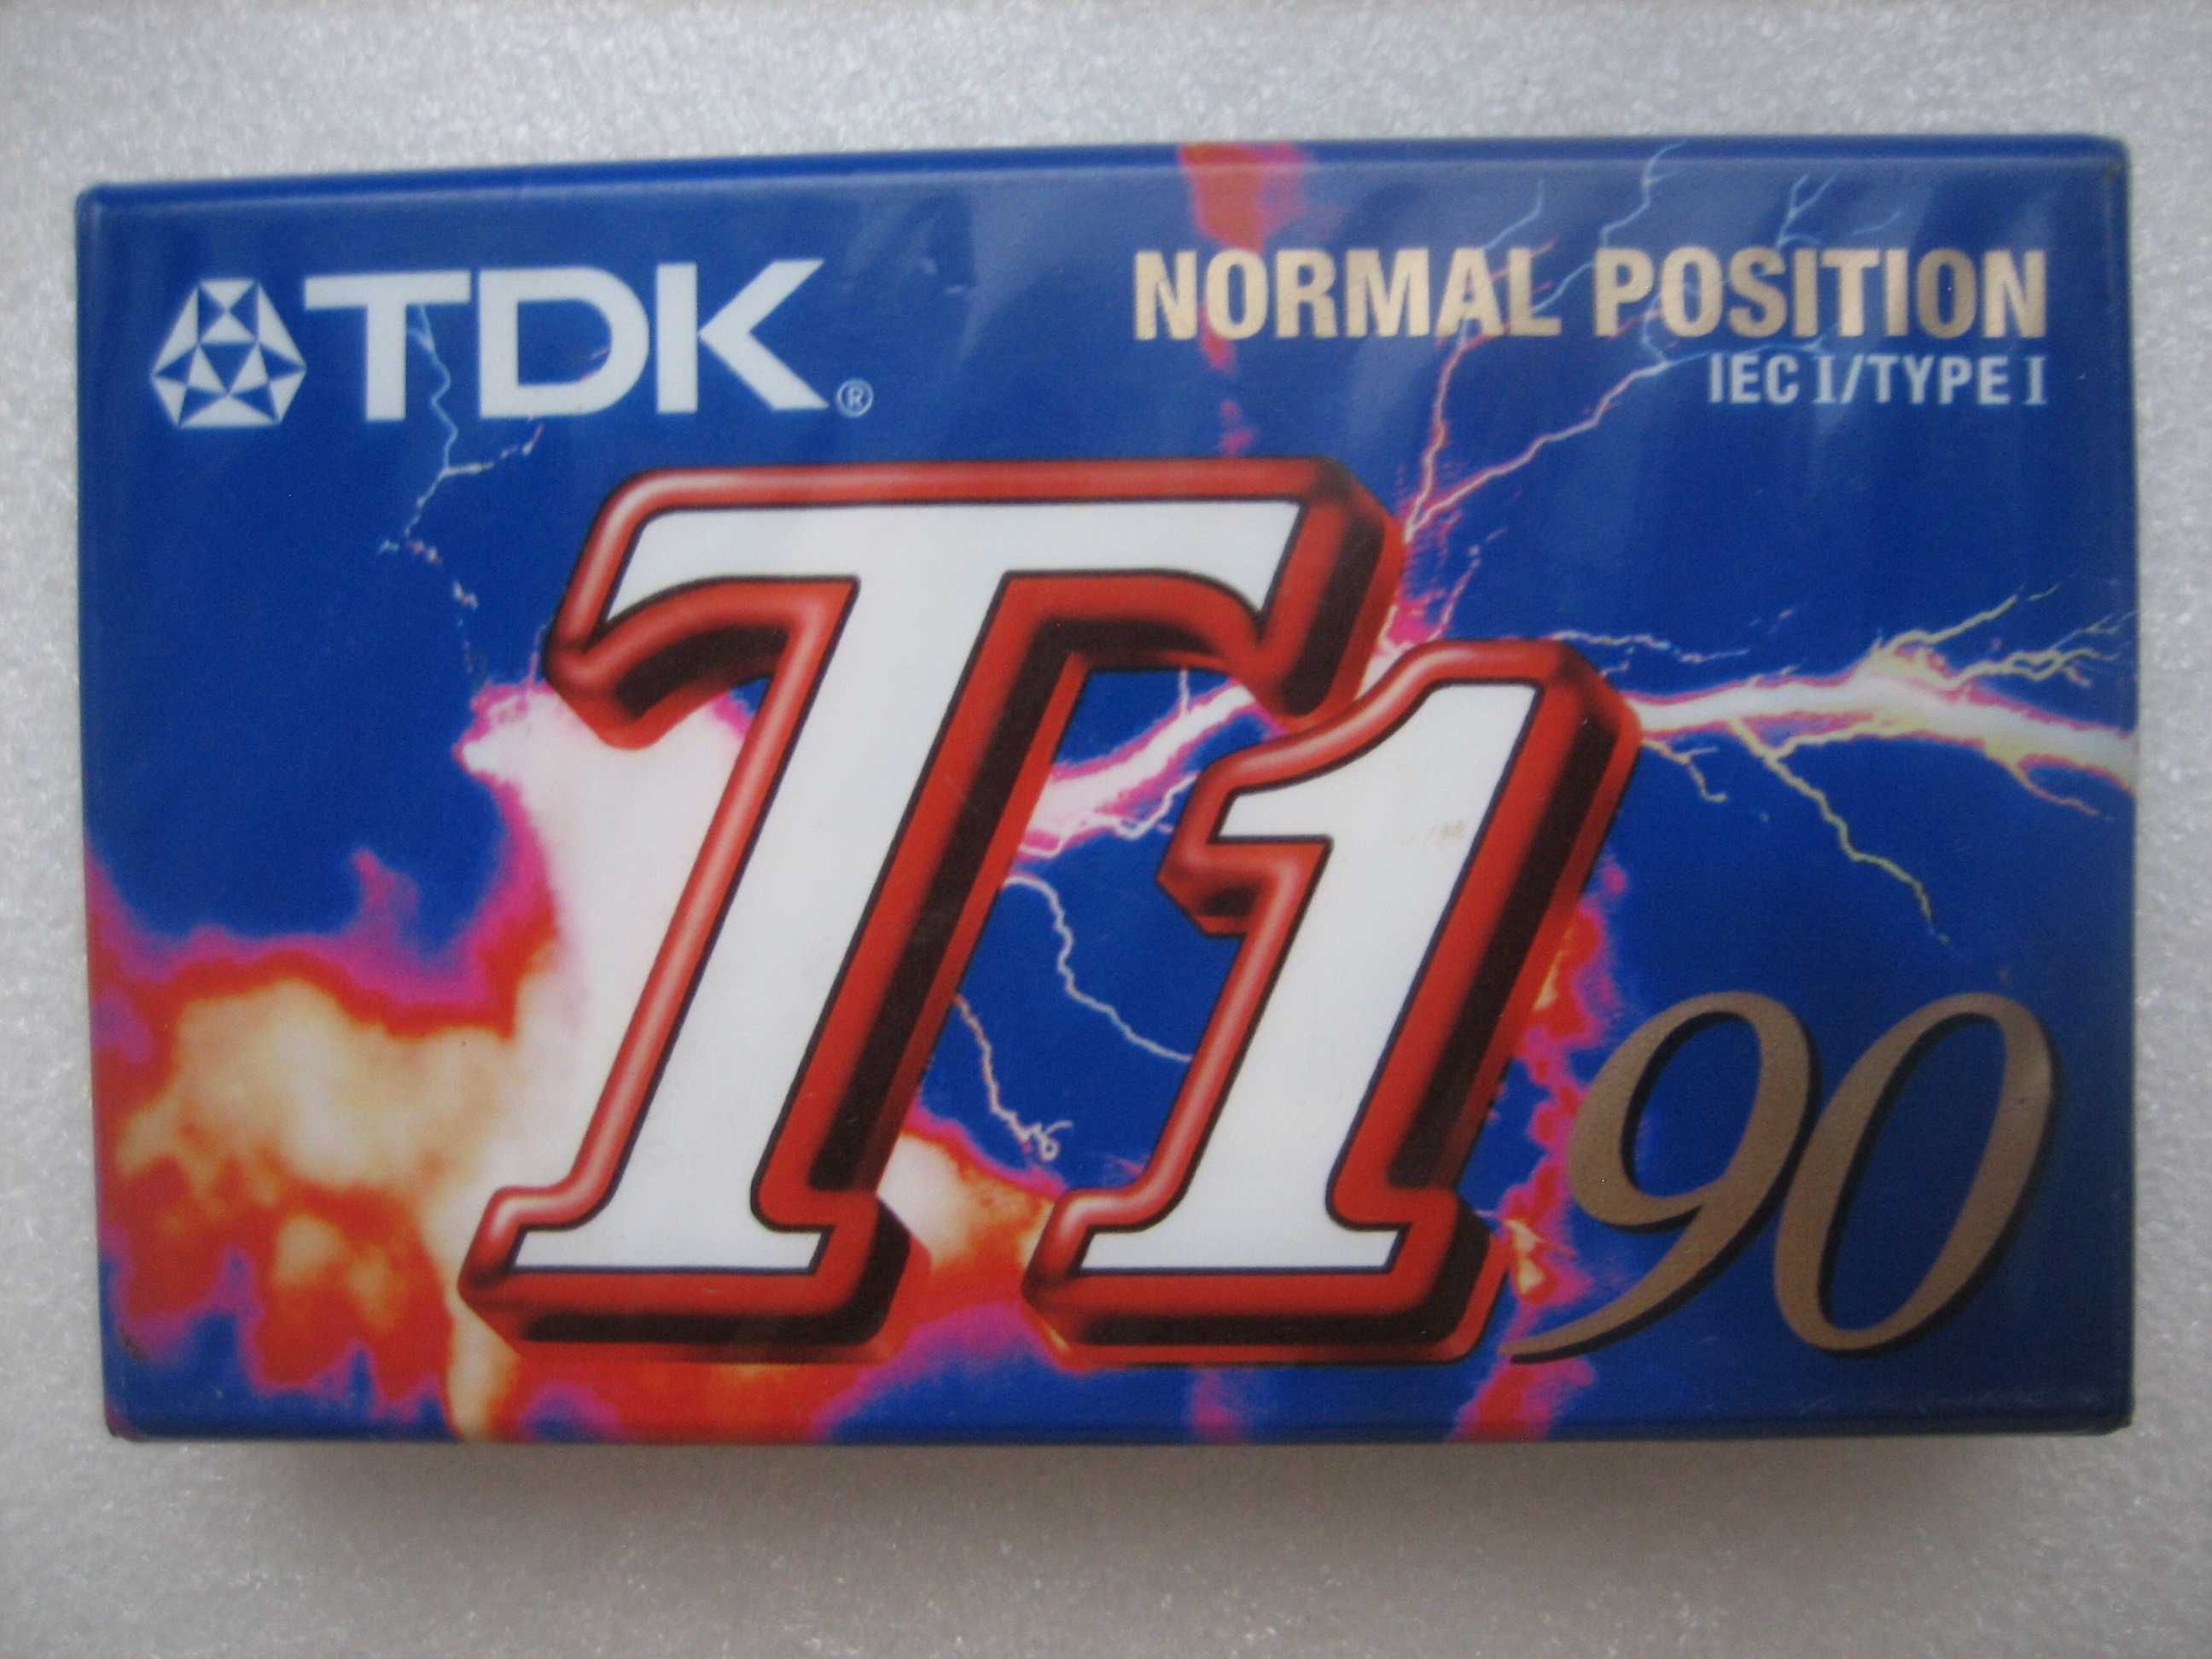 TDK®
NORMAL POSITION
IEC I/TYPE I
T1
90